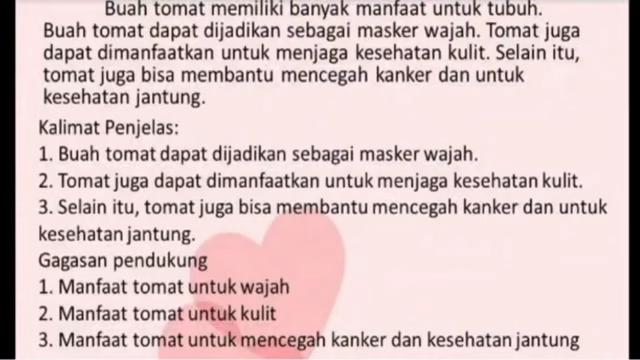 Buah tomat memiliki banyak manfaat untuk tubuh.
Buah tomat dapat dijadikan sebagai masker wajah. Tomat juga
dapat dimanfaatkan untuk menjaga kesehatan kulit. Selain itu,
tomat juga bisa membantu mencegah kanker dan untuk
kesehatan jantung.
Kalimat Penjelas:
1. Buah tomat dapat dijadikan sebagai masker wajah.
2. Tomat juga dapat dimanfaatkan untuk menjaga kesehatan kulit.
3. Selain itu, tomat juga bisa membantu mencegah kanker dan untuk
kesehatan jantung.
Gagasan pendukung
1. Manfaat tomat untuk wajah
2. Manfaat tomat untuk kulit
3. Manfaat tomat untuk mencegah kanker dan kesehatan jantung